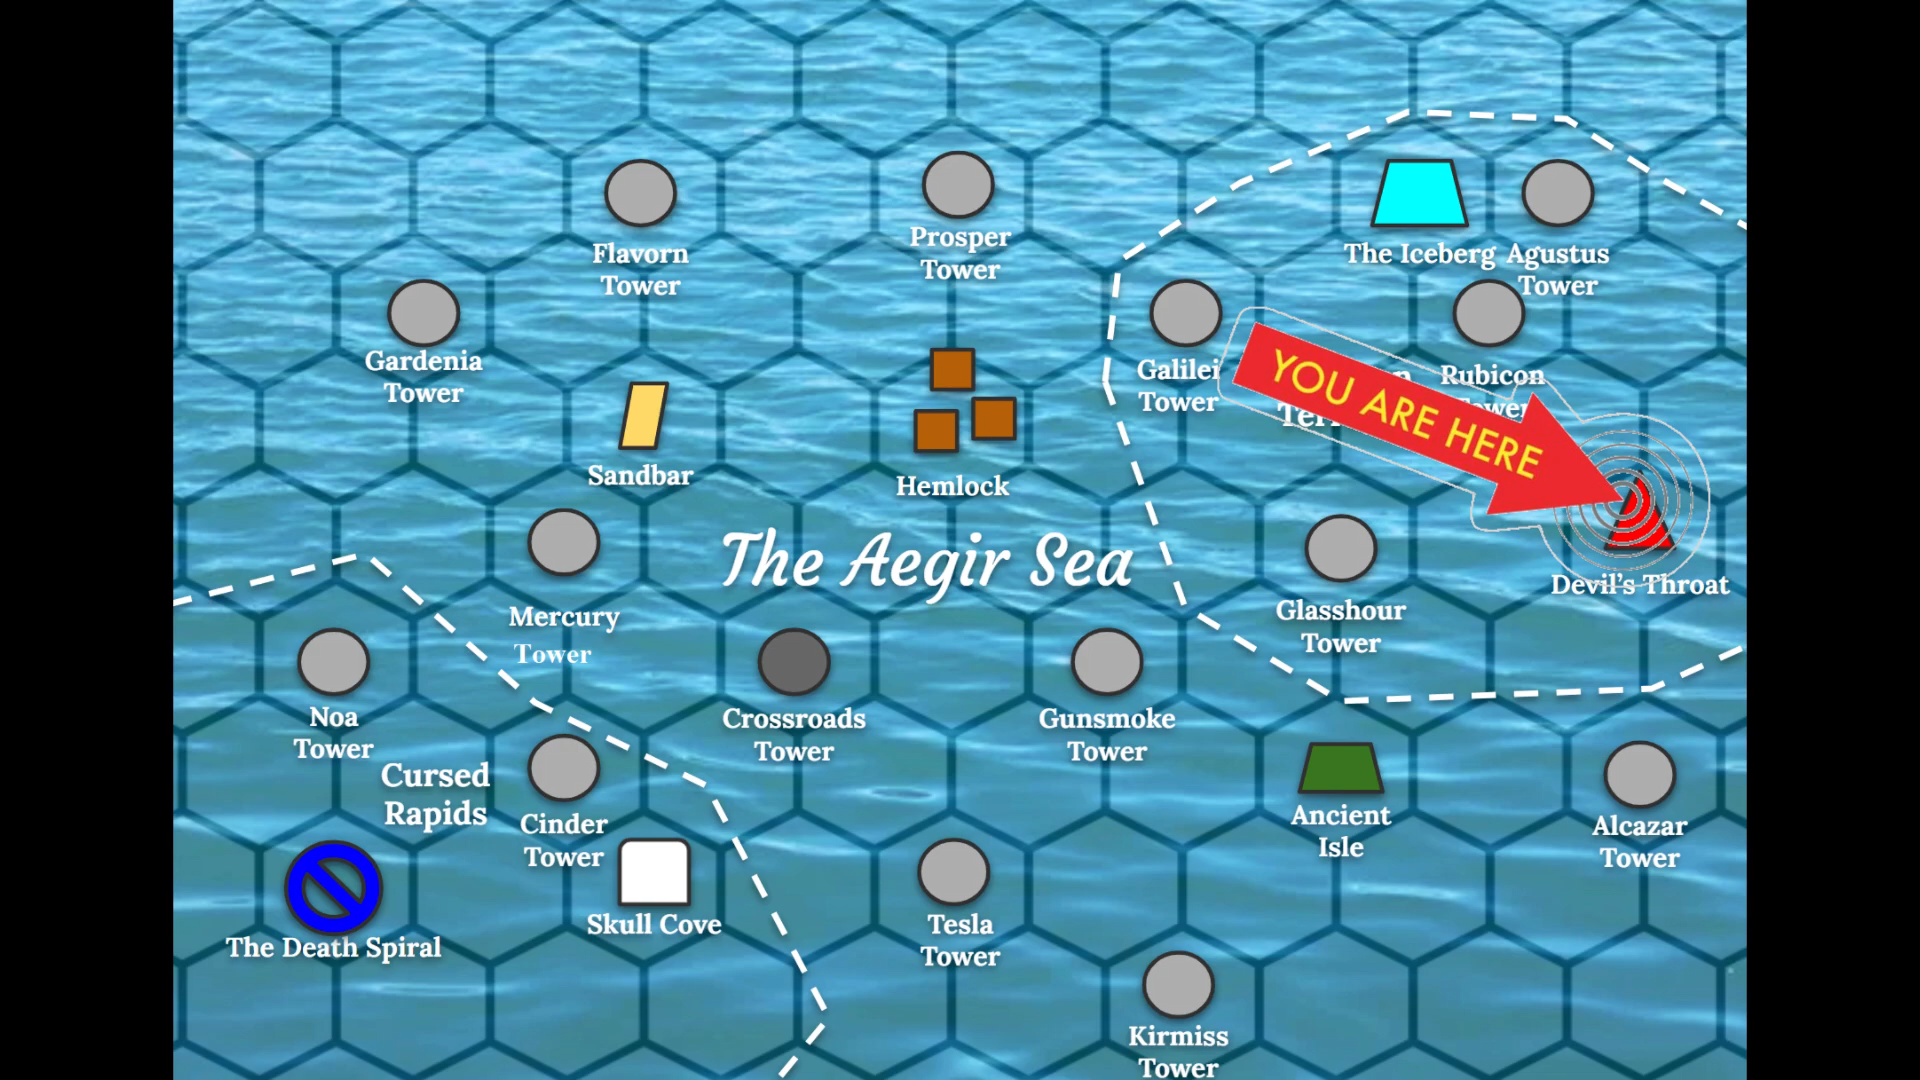 Flavorn
Tower
Prosper
Tower
The Iceberg
Agustus
Tower
Gardenia
Tower
Galilei
Tower
Rubicon
YOU ARE HERE
Sandbar
Hemlock
The Aegir Sea
Devil's Throat
Glasshour
Tower
Mercury
Tower
Noa
Tower
Crossroads
Tower
Gunsmoke
Tower
Cursed
Rapids
Cinder
Tower
Ancient
Isle
Alcazar
Tower
The Death Spiral
Skull Cove
Tesla
Tower
Kirmiss
Tower